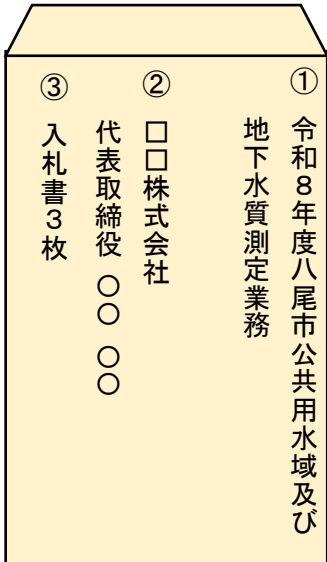 ① 令和８年度八尾市公共用水域及び
地下水質測定業務
② □□株式会社
代表取締役 〇〇 〇〇
③ 入札書３枚